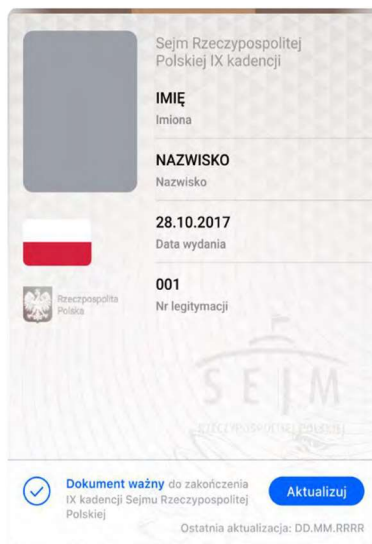 Sejm Rzeczypospolitej
Polskiej IX kadencji
IMIĘ
Imiona
NAZWISKO
Nazwisko
28.10.2017
Data wydania
Rzeczpospolita
Polska
001
Nr legitymacji
SEJM
RZECZYPOSPOLITEJ POLSKIEJ
Dokument ważny do zakończenia
IX kadencji Sejmu Rzeczypospolitej
Polskiej
Aktualizuj
Ostatnia aktualizacja: DD.MM.RRRR